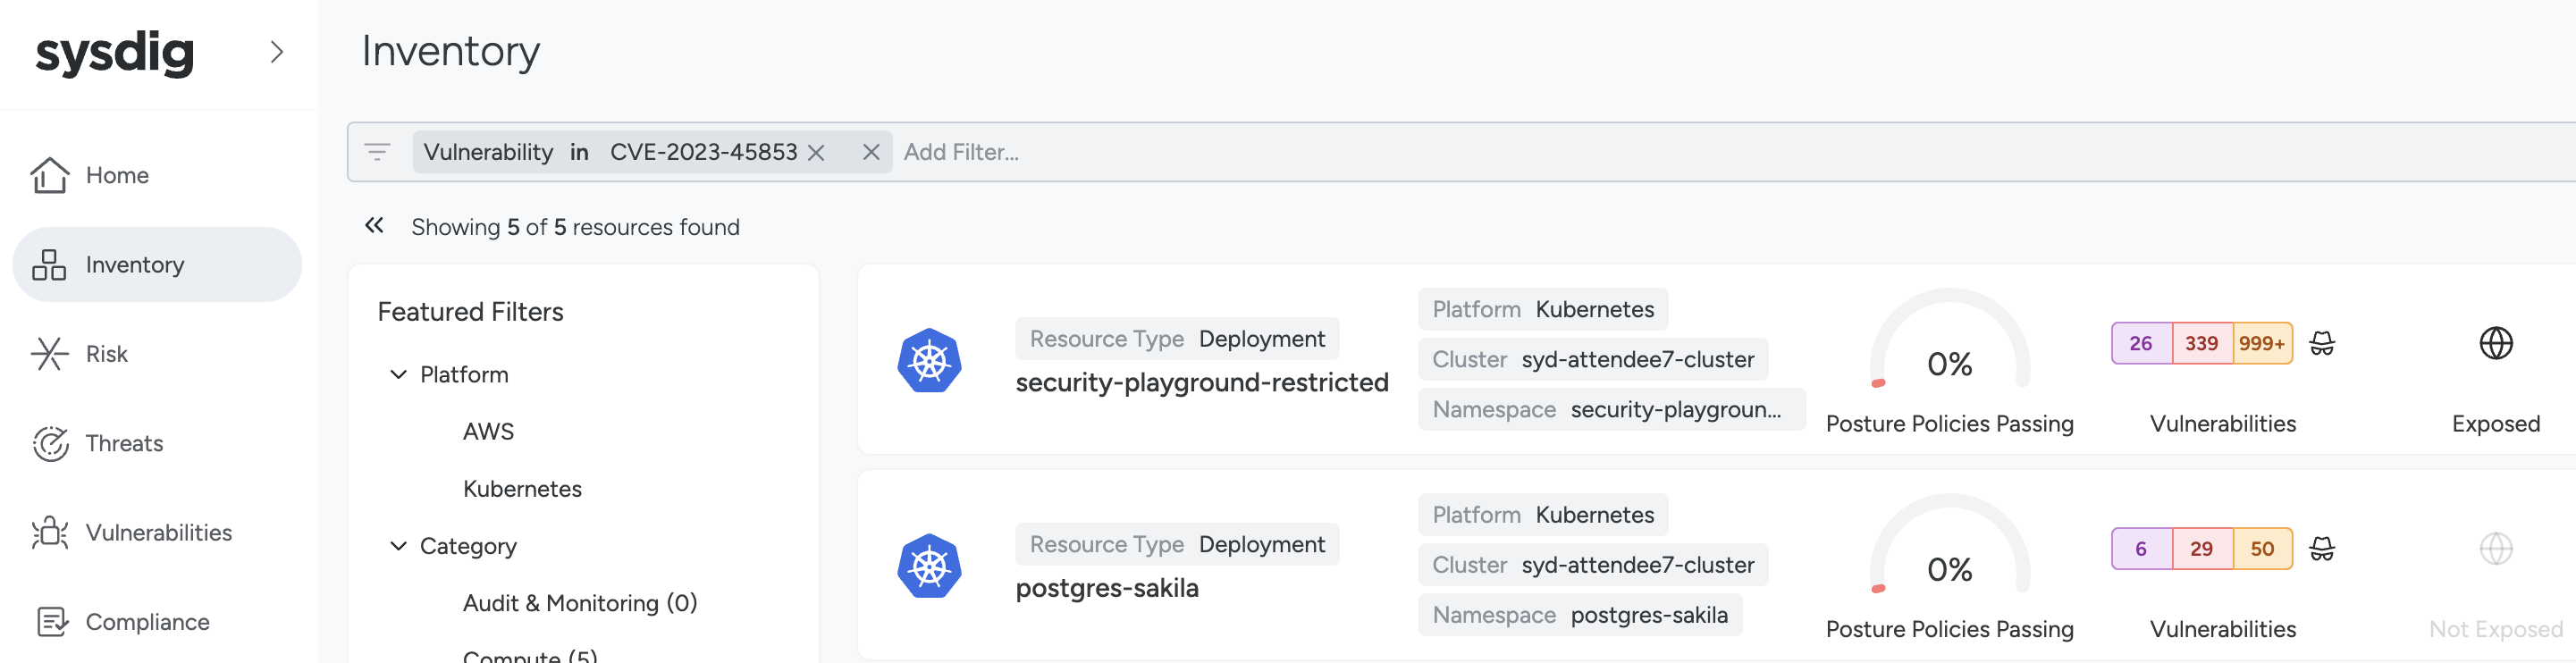 sysdig
Home
Inventory
Risk
Threats
Vulnerabilities
Compliance
Inventory
Vulnerability in CVE-2023-45853
Add Filter...
Showing 5 of 5 resources found
Featured Filters
Platform
AWS
Kubernetes
Category
Audit & Monitoring (0)
Compute (5)
Resource Type Deployment
security-playground-restricted
Platform Kubernetes
Cluster syd-attendee7-cluster
Namespace security-playgroun...
0%
Posture Policies Passing
26 339 999+
Vulnerabilities
Exposed
Resource Type Deployment
postgres-sakila
Platform Kubernetes
Cluster syd-attendee7-cluster
Namespace postgres-sakila
0%
Posture Policies Passing
6 29 50
Vulnerabilities
Not Exposed